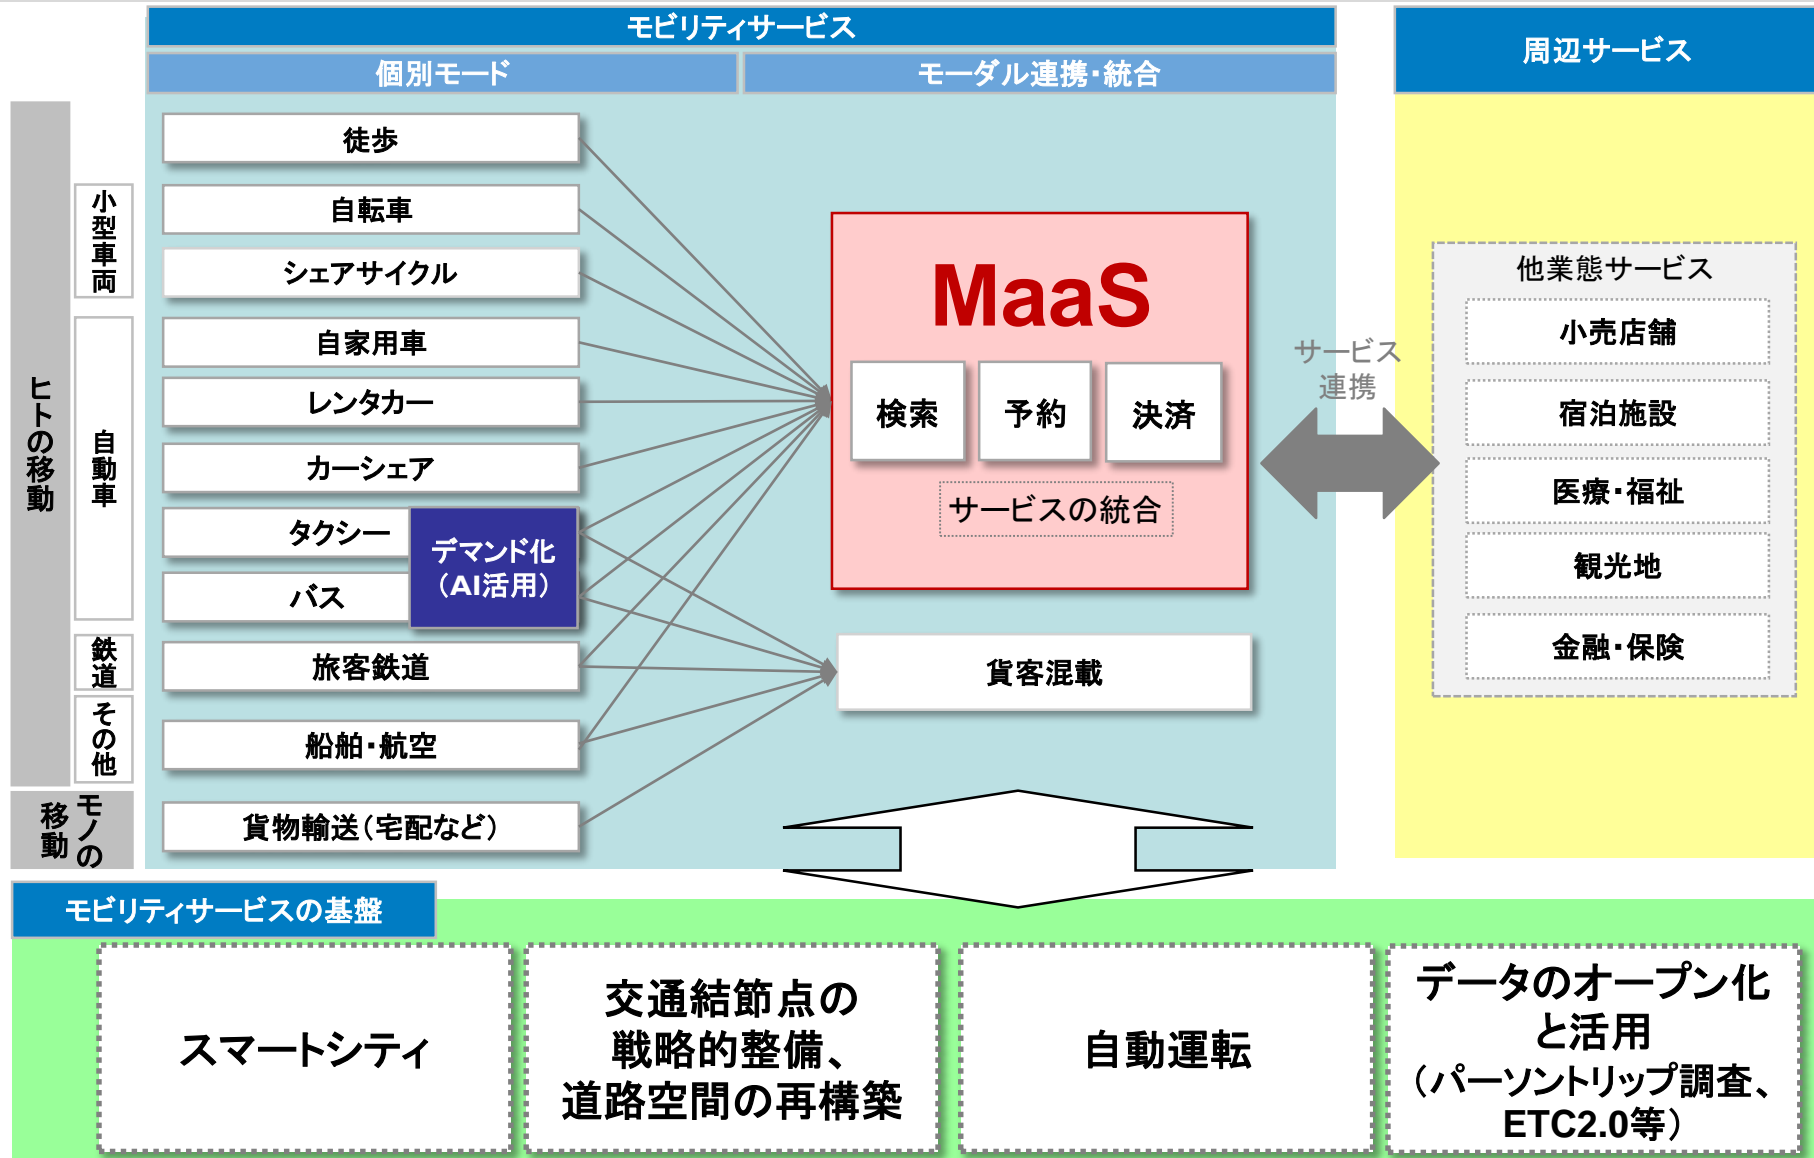 モビリティサービス
個別モード
モーダル連携・統合
周辺サービス
ヒトの移動
小型車両
自動車
鉄道
その他
モノの
移動
徒歩
自転車
シェアサイクル
自家用車
レンタカー
カーシェア
タクシー
バス
デマンド化
（AI活用）
旅客鉄道
船舶・航空
貨物輸送（宅配など）
MaaS
検索
予約
決済
サービスの統合
貨客混載
サービス
連携
他業態サービス
小売店舗
宿泊施設
医療・福祉
観光地
金融・保険
モビリティサービスの基盤
スマートシティ
交通結節点の
戦略的整備、
道路空間の再構築
自動運転
データのオープン化
と活用
（パーソントリップ調査、
ETC2.0等）